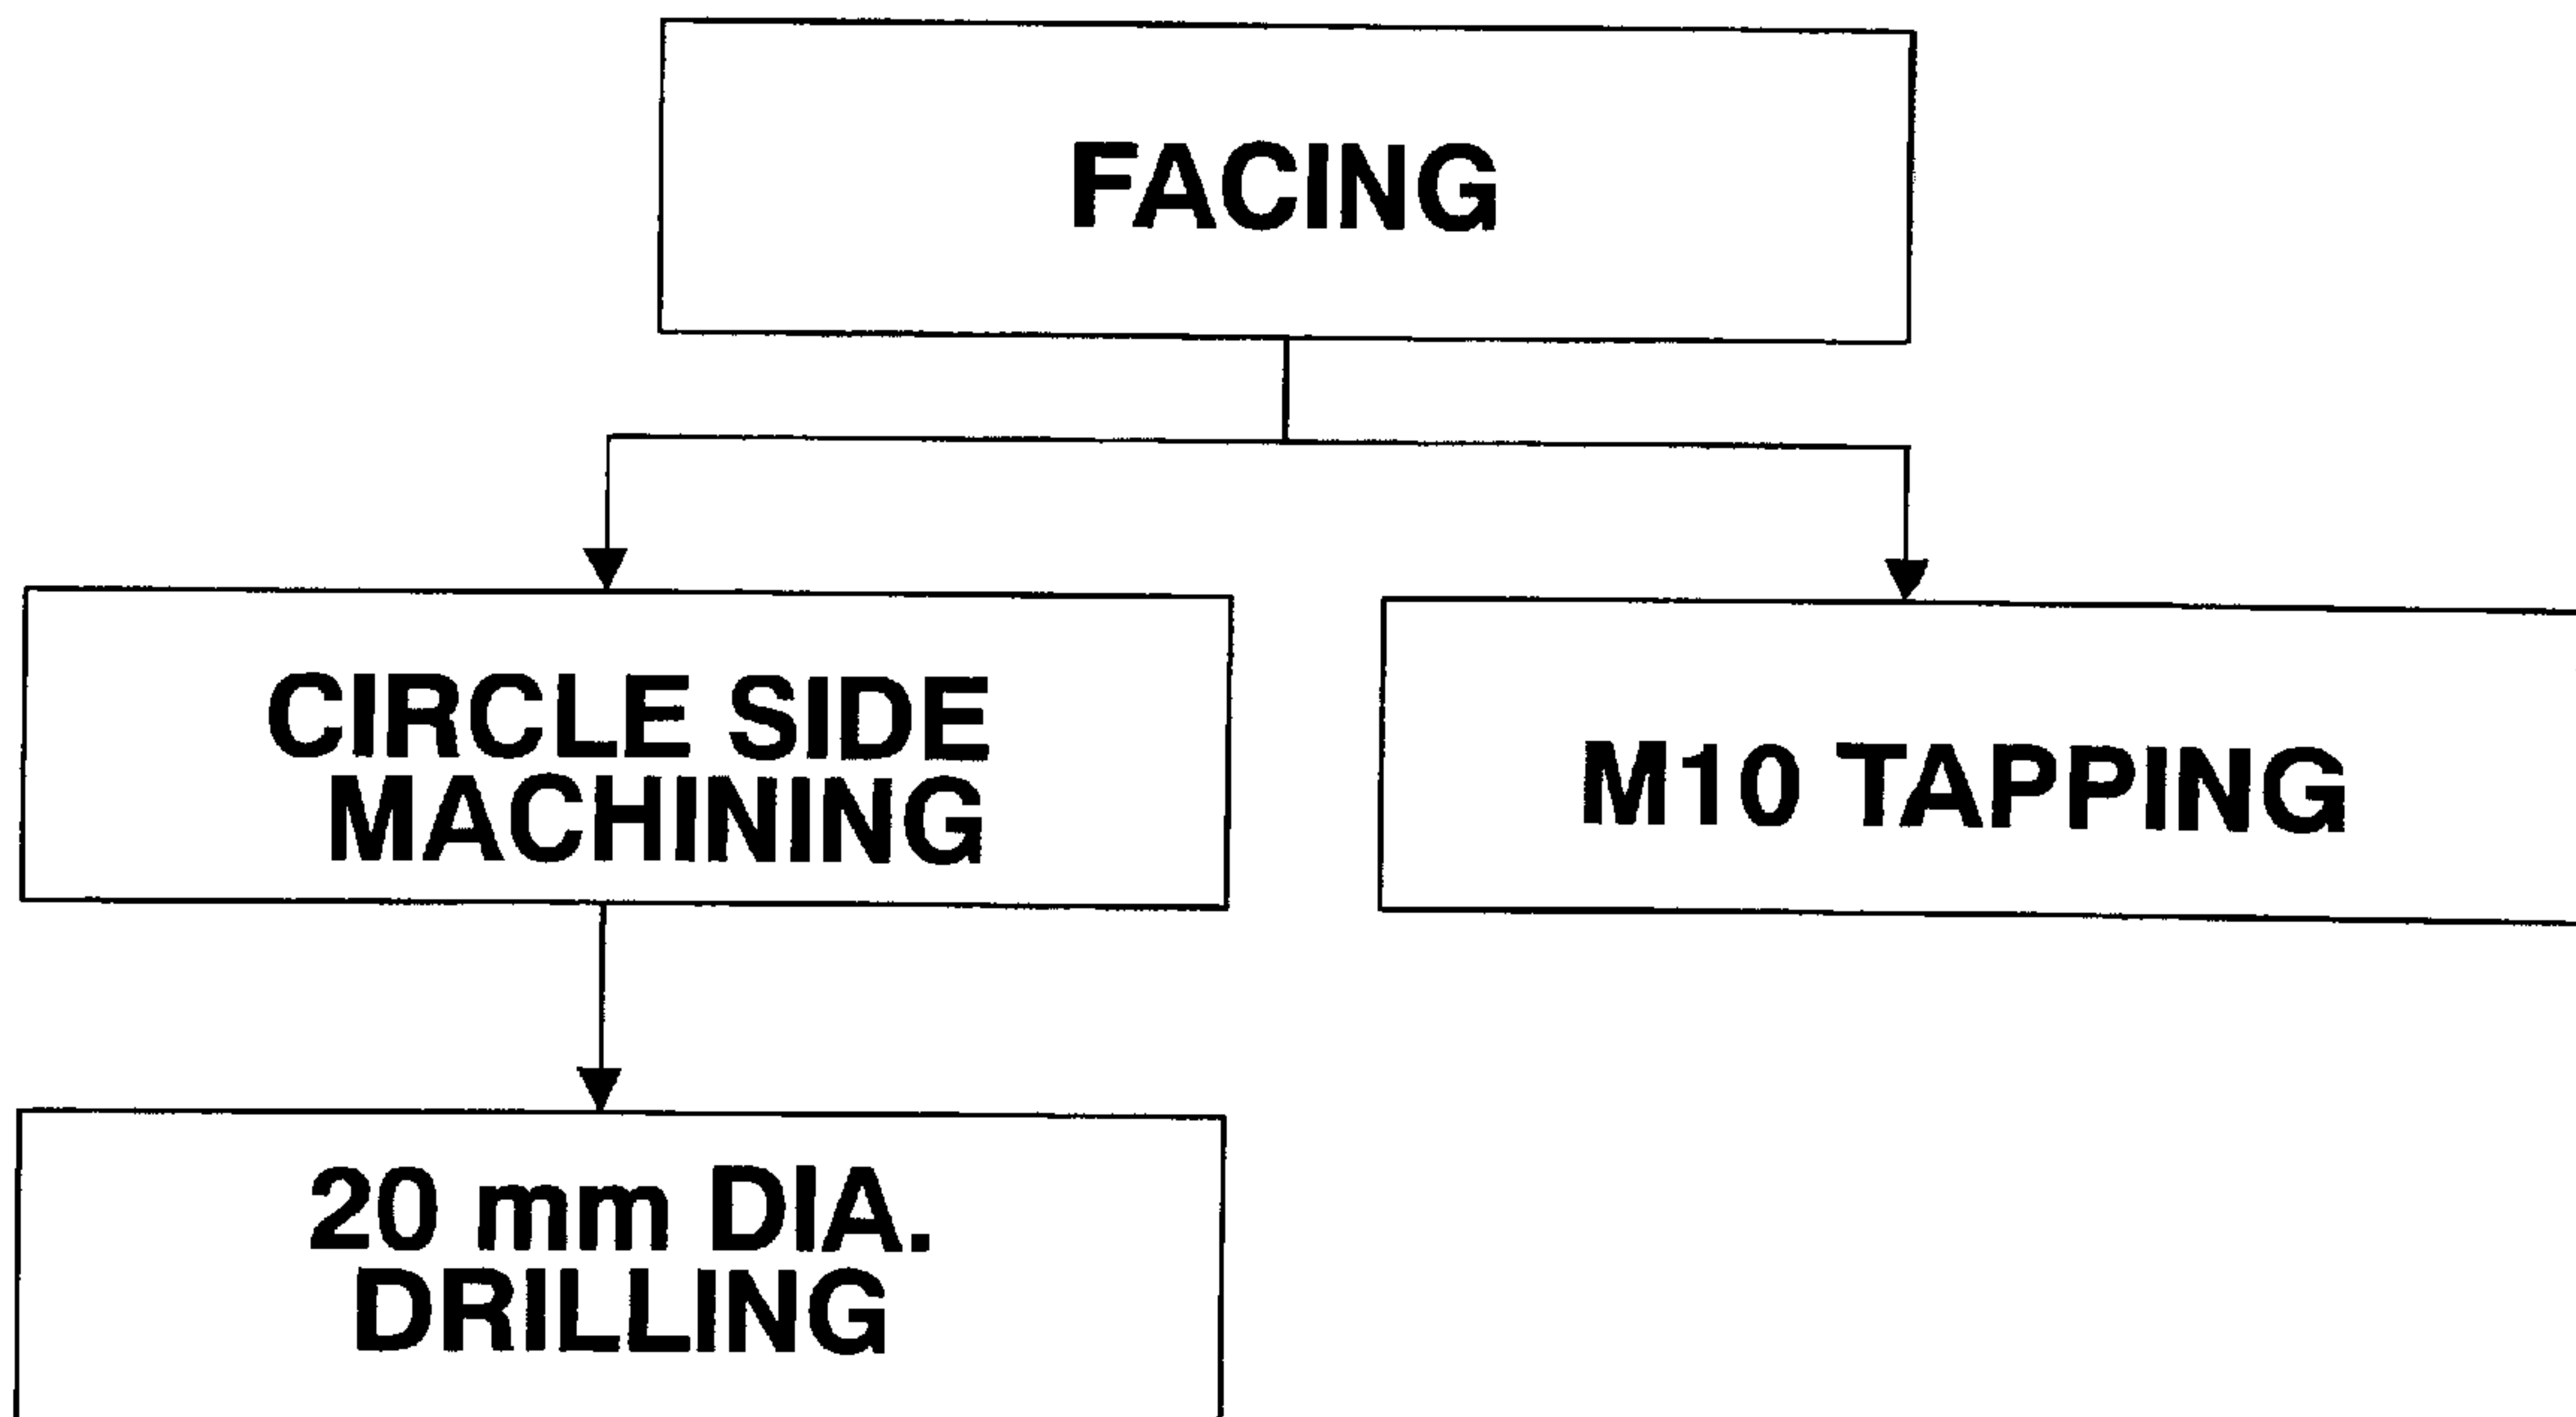 FACING
CIRCLE SIDE
MACHINING
M10 TAPPING
20 mm DIA.
DRILLING